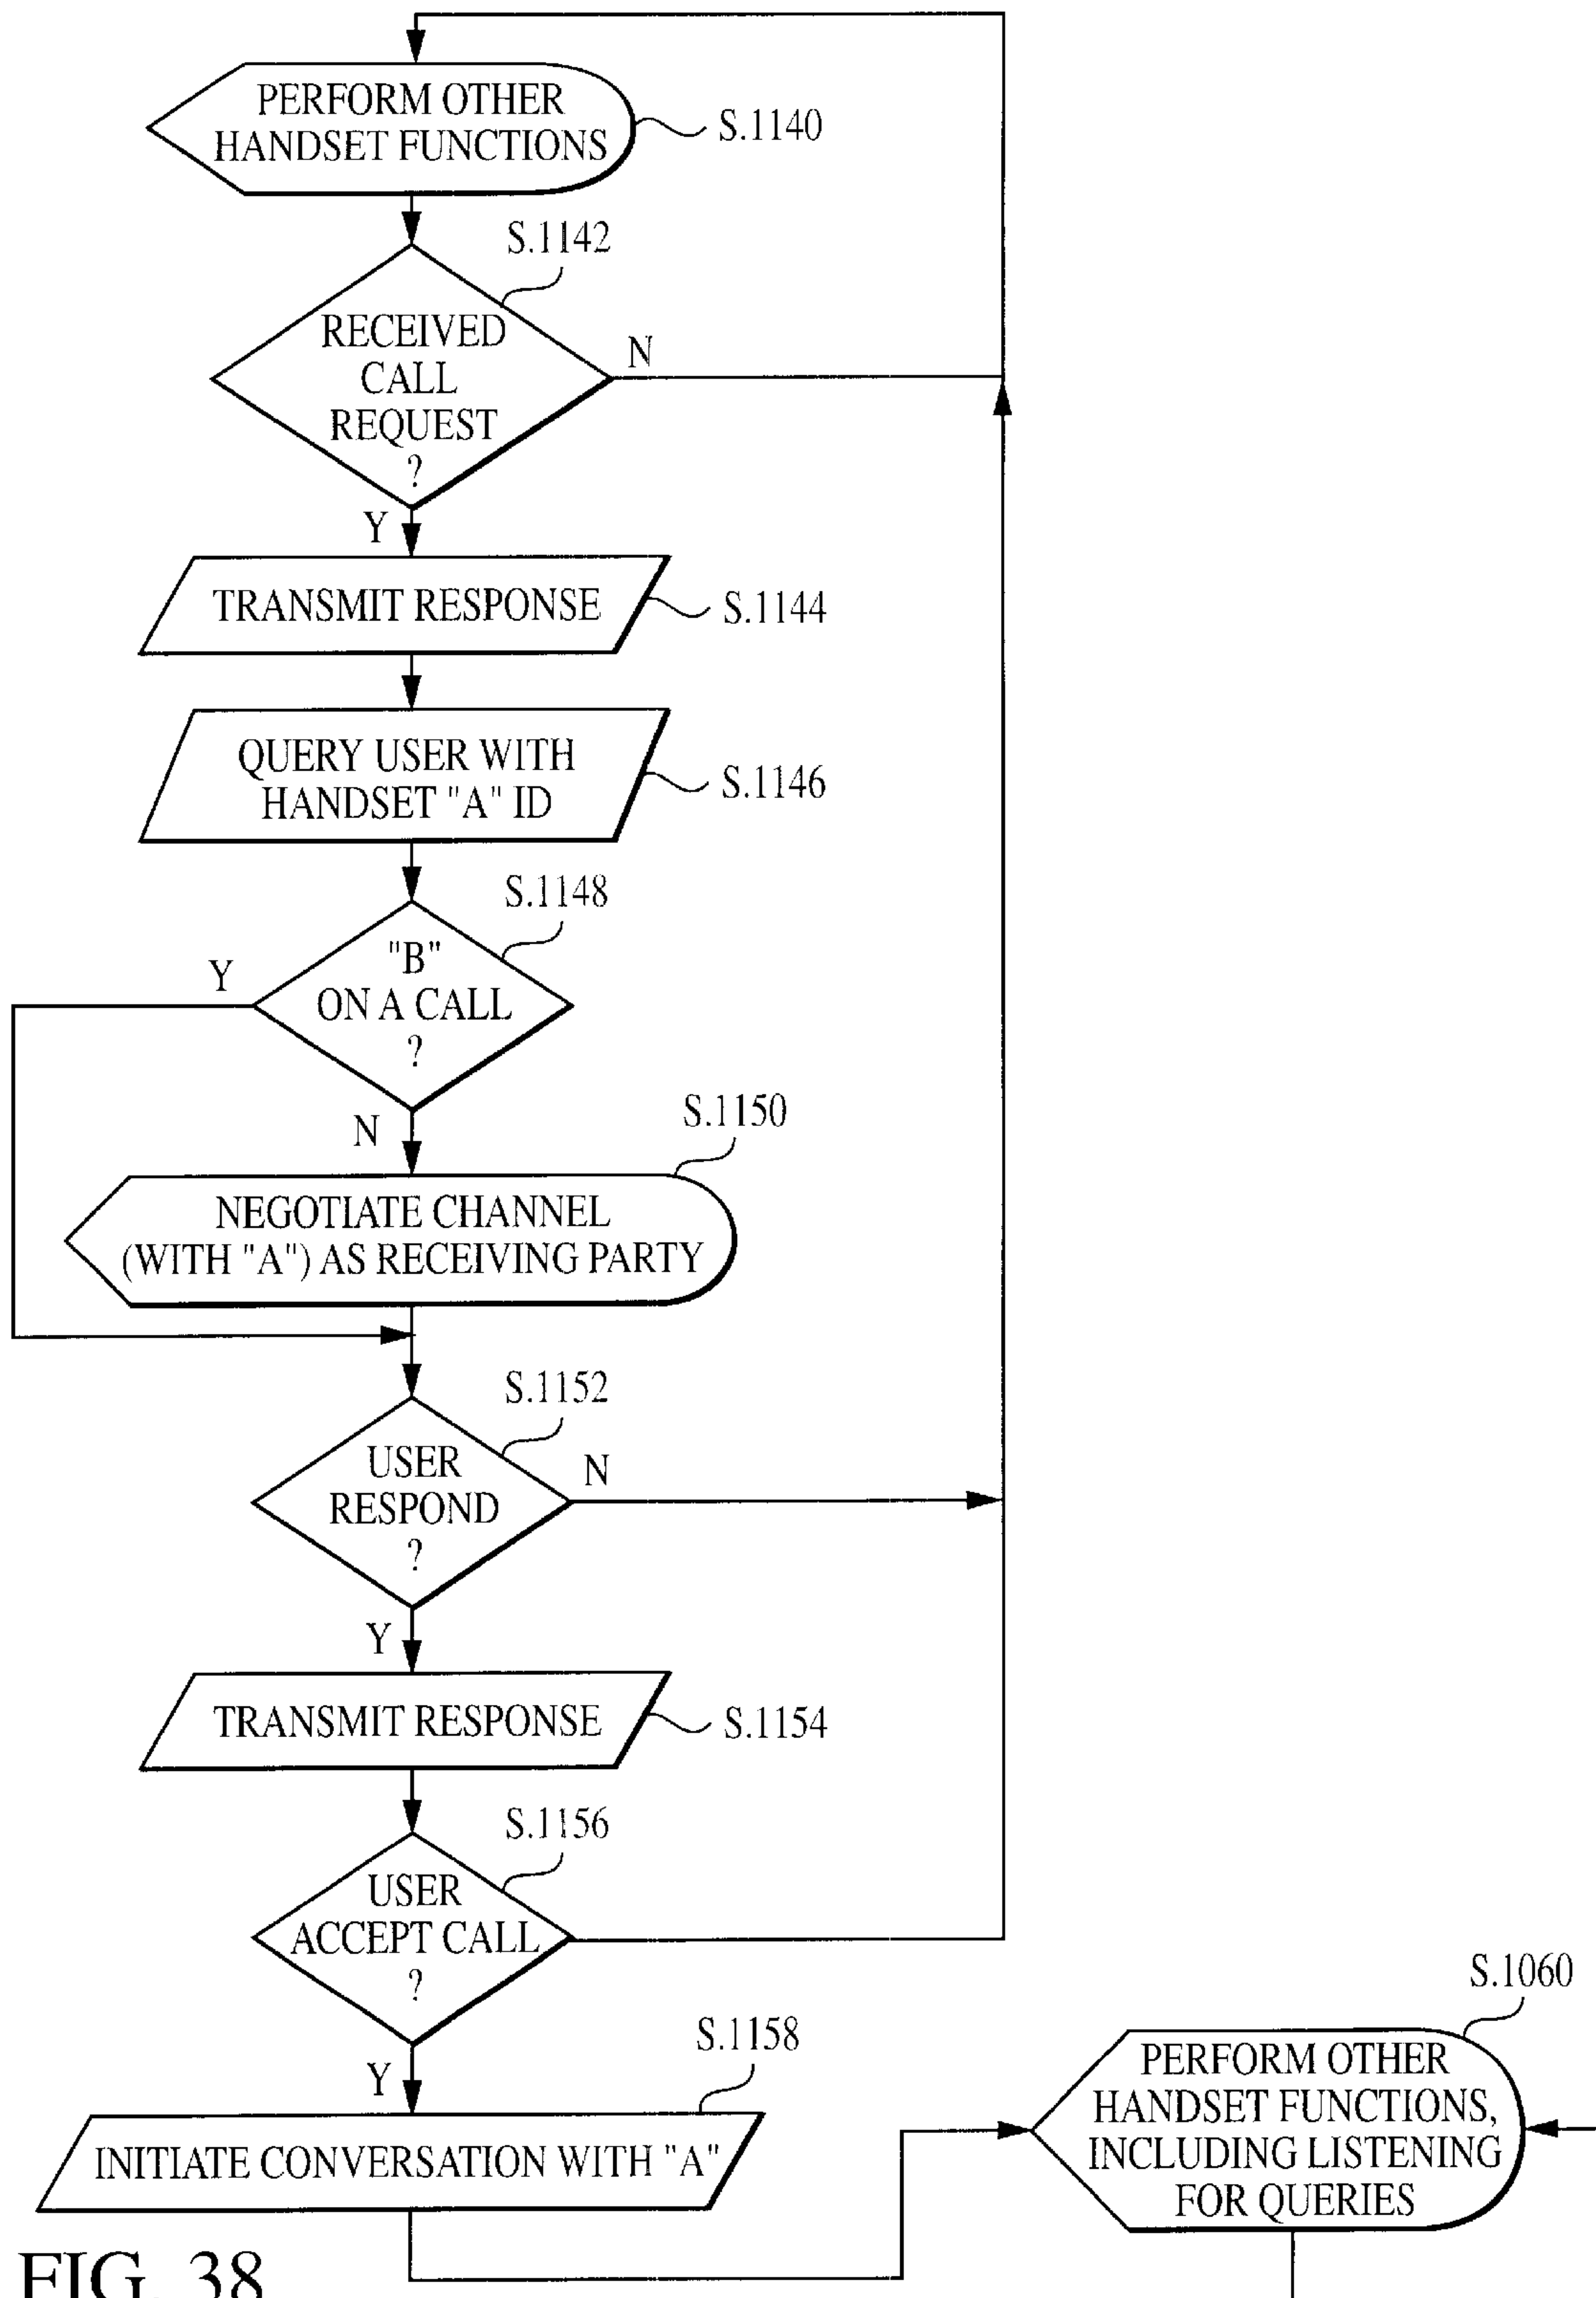 PERFORM OTHER
HANDSET FUNCTIONS
S.1140
S.1142
RECEIVED
CALL
REQUEST
?
N
Y
TRANSMIT RESPONSE
S.1144
QUERY USER WITH
HANDSET "A" ID
S.1146
S.1148
"B"
ON A CALL
?
Y
N
S.1150
NEGOTIATE CHANNEL
(WITH "A") AS RECEIVING PARTY
S.1152
USER
RESPOND
?
N
Y
TRANSMIT RESPONSE
S.1154
S.1156
USER
ACCEPT CALL
?
Y
S.1158
INITIATE CONVERSATION WITH "A"
S.1060
PERFORM OTHER
HANDSET FUNCTIONS,
INCLUDING LISTENING
FOR QUERIES
FIG. 38